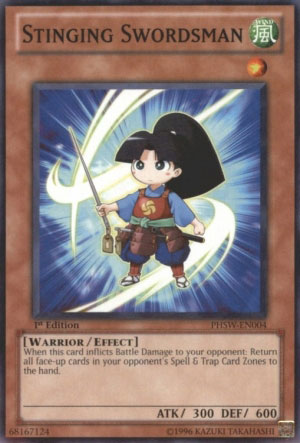 STINGING SWORDSMAN
WIND
風
1st Edition
PHSW-EN004
[WARRIOR/EFFECT]
When this card inflicts Battle Damage to your opponent: Return
all face-up cards in your opponent's Spell & Trap Card Zones to
the hand.
ATK/ 300 DEF/ 600
68167124
©1996 KAZUKI TAKAHASHI